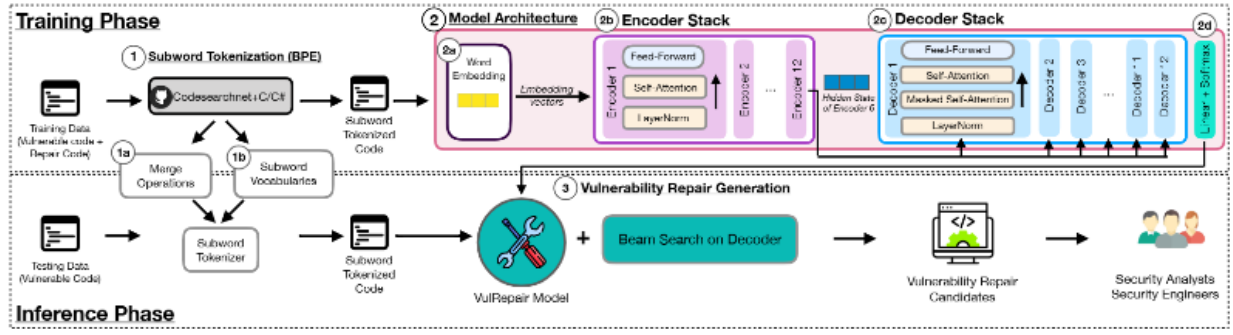 Training Phase
1 Subword Tokenization (BPE)
Codesearchnet+C/C#
Training Data
(Vulnerable code +
Repair Code)
Subword
Tokenized
Code
1a
Merge
Operations
1b
Subword
Vocabularies
2 Model Architecture
2a
Word
Embedding
Embedding
vectors
2b Encoder Stack
Encoder 1
Feed-Forward
Self-Attention
LayerNorm
Encoder 2
...
Encoder 12
Hidden State
of Encoder 6
2c Decoder Stack
Decoder 1
Feed-Forward
Self-Attention
Masked Self-Attention
LayerNorm
Decoder 2
Decoder 3
...
Decoder 11
Decoder 12
2d
Linear + Softmax
Testing Data
(Vulnerable Code)
Subword
Tokenizer
Subword
Tokenized
Code
3 Vulnerability Repair Generation
VulRepair Model
+
Beam Search on Decoder
</>
Vulnerability Repair
Candidates
Security Analysts
Security Engineers
Inference Phase